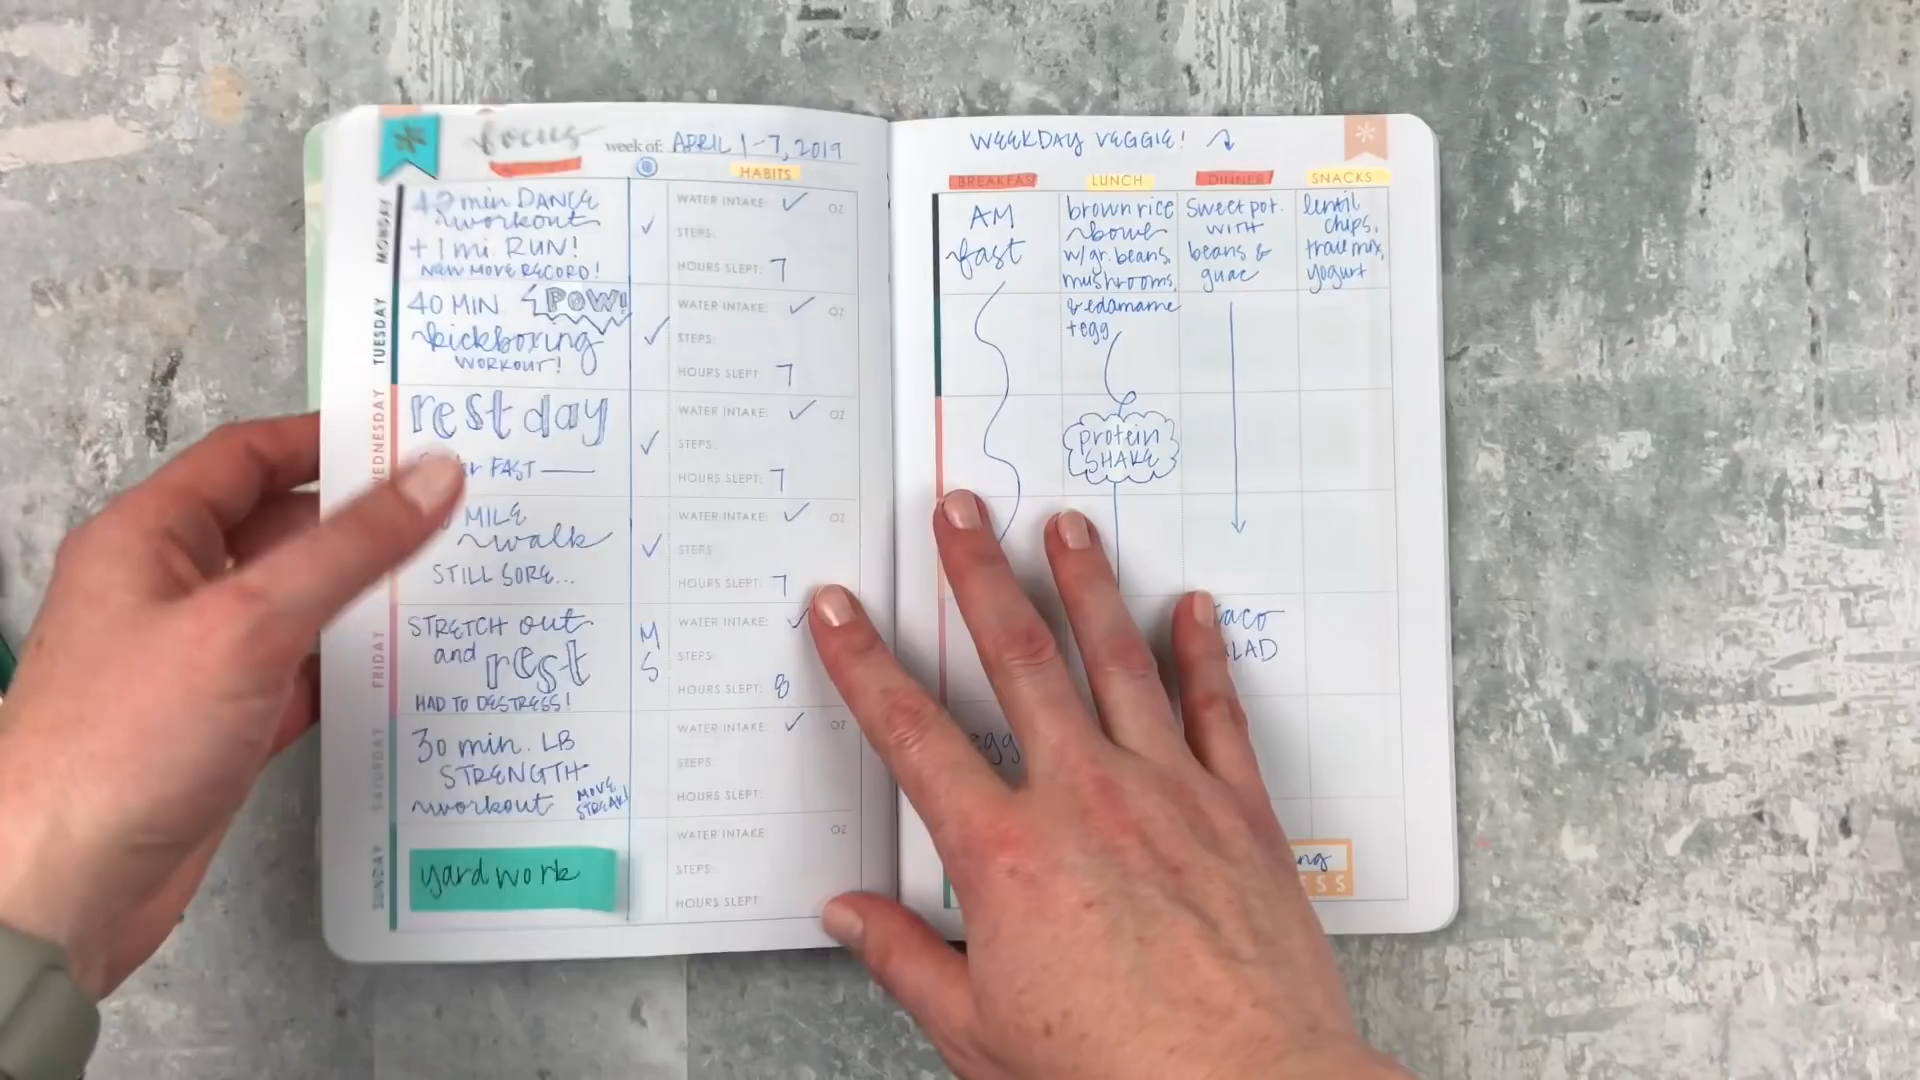 focus
week of: APRIL 1-7, 2019
HABITS
MONDAY
min DANCE
workout
+ 1 mi. RUN!
NEW MOVE RECORD!
WATER INTAKE: ✓ OZ
STEPS:
HOURS SLEPT: 7
TUESDAY
40 MIN POW!
kickboxing
WORKOUT!
WATER INTAKE: ✓ OZ
STEPS:
HOURS SLEPT: 7
WEDNESDAY
rest day
FAST
WATER INTAKE: ✓ OZ
STEPS:
HOURS SLEPT: 7
MILE
walk
STILL SORE...
WATER INTAKE: ✓ OZ
STEPS:
HOURS SLEPT: 7
FRIDAY
STRETCH out
and rest
HAD TO DESTRESS!
M
S
WATER INTAKE: ✓
STEPS:
HOURS SLEPT: 8
SATURDAY
30 min. LB
STRENGTH
workout
MOVE
STREAK!
WATER INTAKE: ✓ OZ
STEPS:
HOURS SLEPT:
SUNDAY
yardwork
WATER INTAKE: OZ
STEPS:
HOURS SLEPT:
WEEKDAY VEGGIE!
BREAKFAST
LUNCH
DINNER
SNACKS
AM
fast
brown rice
bowl
w/gr. beans,
mushrooms,
& edamame
+ egg
protein
SHAKE
sweet pot.
WITH
beans &
guac
taco
lentil
chips,
trail mix,
yogurt
egg